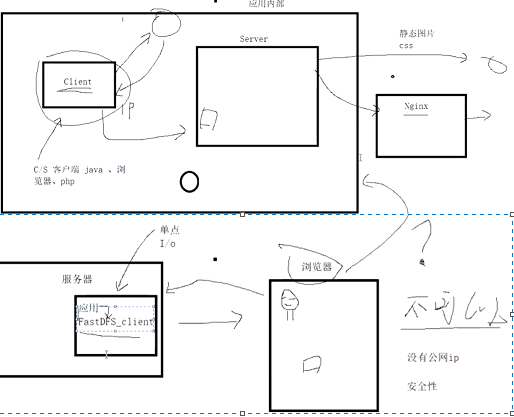 应用内部
Server
静态图片
css
Client
ip
Nginx
C/S 客户端 java 、浏
览器、php
单点
I/o
服务器
浏览器
应用
FastDFS_client
不可以
没有公网ip
安全性